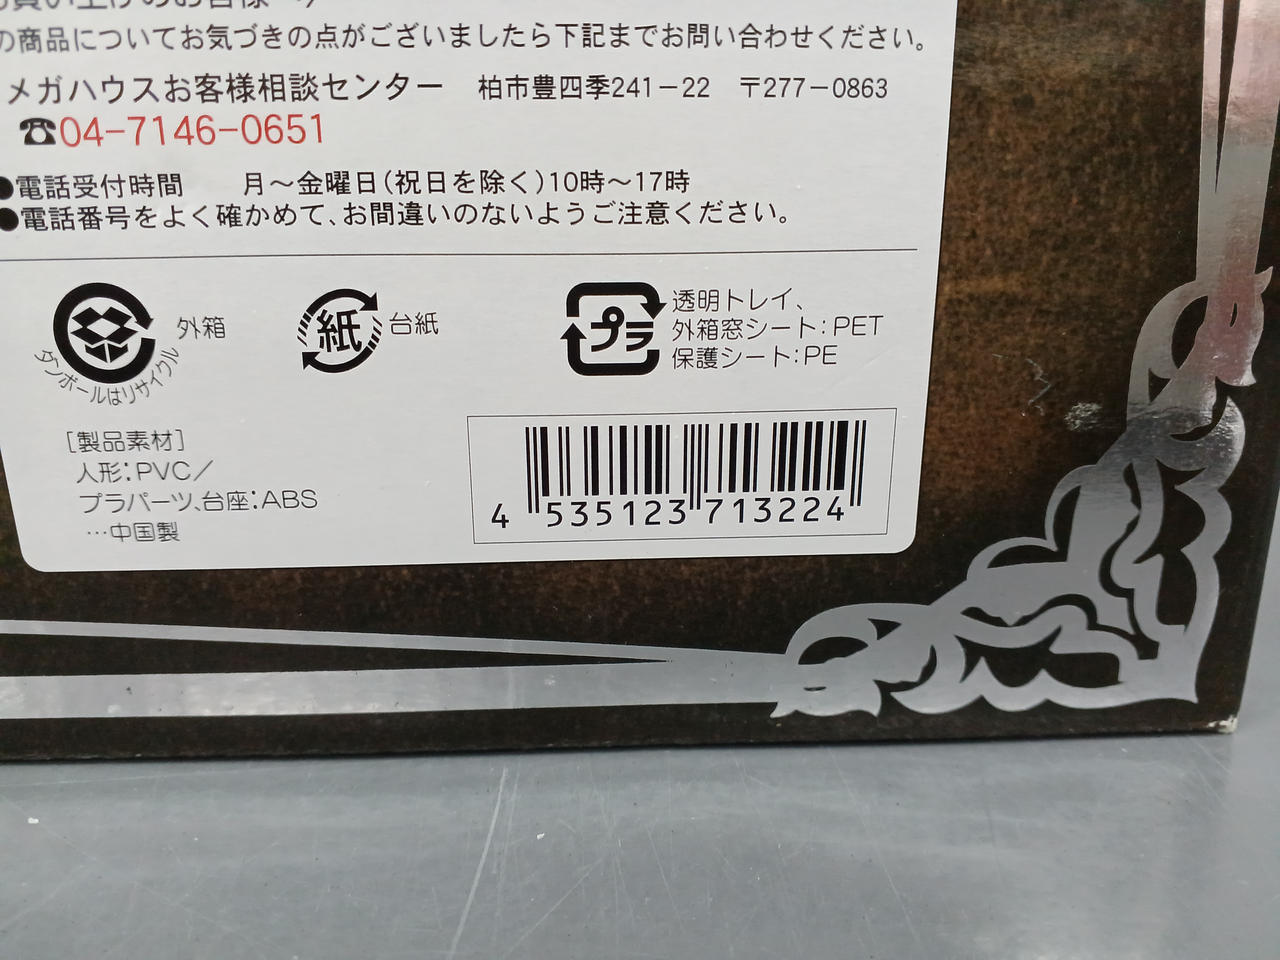 の商品についてお気づきの点がございましたら下記までお問い合わせください。
メガハウスお客様相談センター 柏市豊四季241-22 〒277-0863
☎04-7146-0651
●電話受付時間 月～金曜日(祝日を除く)10時～17時
●電話番号をよく確かめて、お間違いのないようご注意ください。
外箱
ダンボールはリサイクル
紙
台紙
プラ
透明トレイ、
外箱窓シート:PET
保護シート:PE
[製品素材]
人形:PVC/
プラパーツ、台座:ABS
…中国製
4 535123 713224